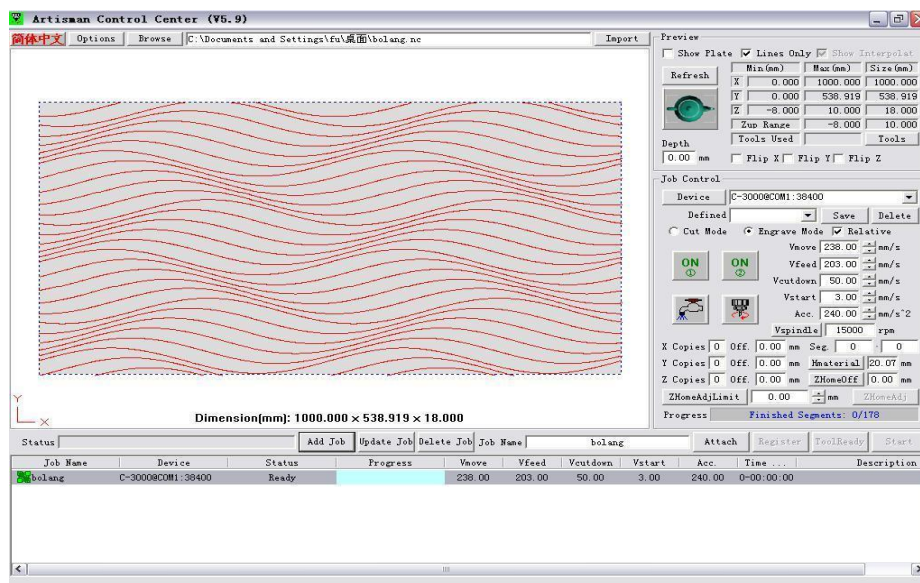 Artisman Control Center (V5.9)
简体中文 Options Browse C:\Documents and Settings\fu\桌面\bolang.nc Import
Preview
Show Plate Lines Only Show Interpolat
Refresh
Min(mm) Max(mm) Size(mm)
X 0.000 1000.000 1000.000
Y 0.000 538.919 538.919
Z -8.000 10.000 18.000
Zup Range -8.000 10.000
Tools Used Tools
Depth
0.00 mm Flip X Flip Y Flip Z
Job Control
Device C-3000@COM1:38400
Defined Save Delete
Cut Mode Engrave Mode Relative
Vmove 238.00 mm/s
ON ① ON ② Vfeed 203.00 mm/s
Vcutdown 50.00 mm/s
Vstart 3.00 mm/s
Acc. 240.00 mm/s^2
Vspindle 15000 rpm
X Copies 0 Off. 0.00 mm Seg. 0 - 0
Y Copies 0 Off. 0.00 mm Hmaterial 20.07 mm
Z Copies 0 Off. 0.00 mm ZHomeOff 0.00 mm
ZHomeAdjLimit 0.00 mm ZHomeAdj
Progress Finished Segments: 0/178
Y
X
Dimension(mm): 1000.000 × 538.919 × 18.000
Status Add Job Update Job Delete Job Job Name bolang Attach Register ToolReady Start
Job Name Device Status Progress Vmove Vfeed Vcutdown Vstart Acc. Time ... Description
bolang C-3000@COM1:38400 Ready 238.00 203.00 50.00 3.00 240.00 0-00:00:00